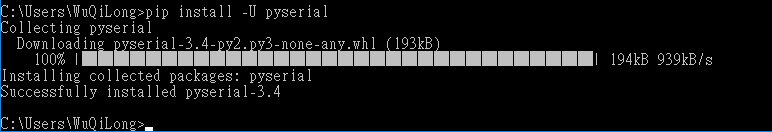 C:\Users\WuQiLong>pip install -U pyserial
Collecting pyserial
  Downloading pyserial-3.4-py2.py3-none-any.whl (193kB)
    100% |████████████████████████████████| 194kB 939kB/s
Installing collected packages: pyserial
Successfully installed pyserial-3.4
C:\Users\WuQiLong>